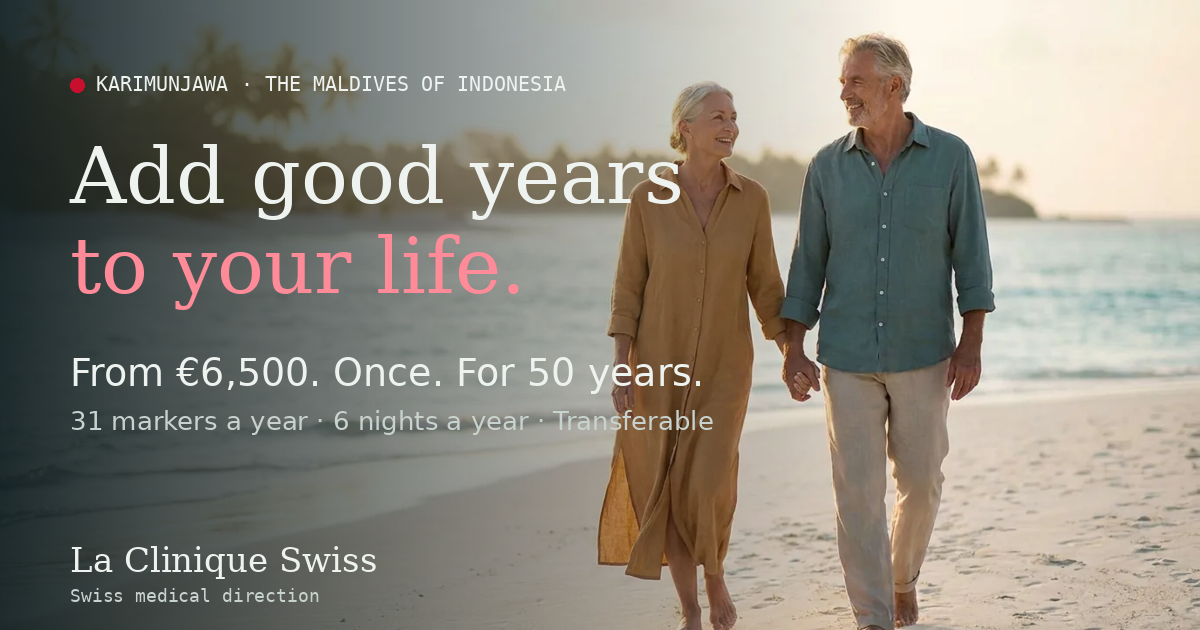 KARIMUNJAWA · THE MALDIVES OF INDONESIA
Add good years
to your life.
From €6,500. Once. For 50 years.
31 markers a year · 6 nights a year · Transferable
La Clinique Swiss
Swiss medical direction